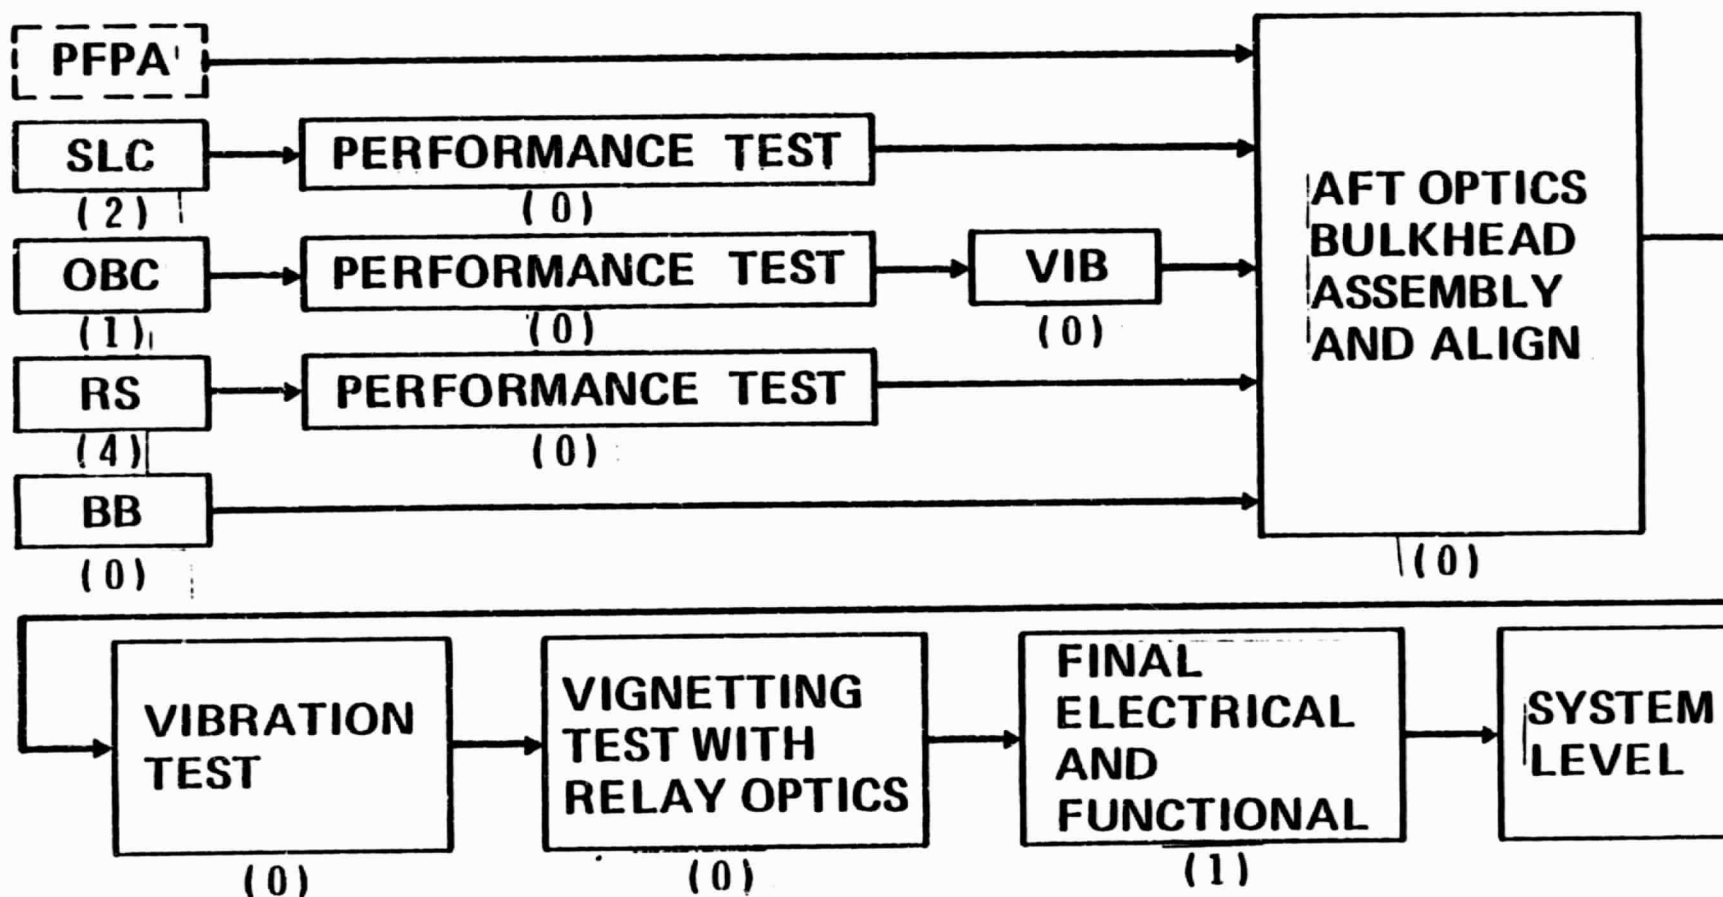 PFPA
SLC
PERFORMANCE TEST
(2)
(0)
OBC
PERFORMANCE TEST
VIB
(1)
(0)
(0)
RS
PERFORMANCE TEST
(4)
(0)
BB
(0)
AFT OPTICS
BULKHEAD
ASSEMBLY
AND ALIGN
(0)
VIBRATION
TEST
(0)
VIGNETTING
TEST WITH
RELAY OPTICS
(0)
FINAL
ELECTRICAL
AND
FUNCTIONAL
(1)
SYSTEM
LEVEL